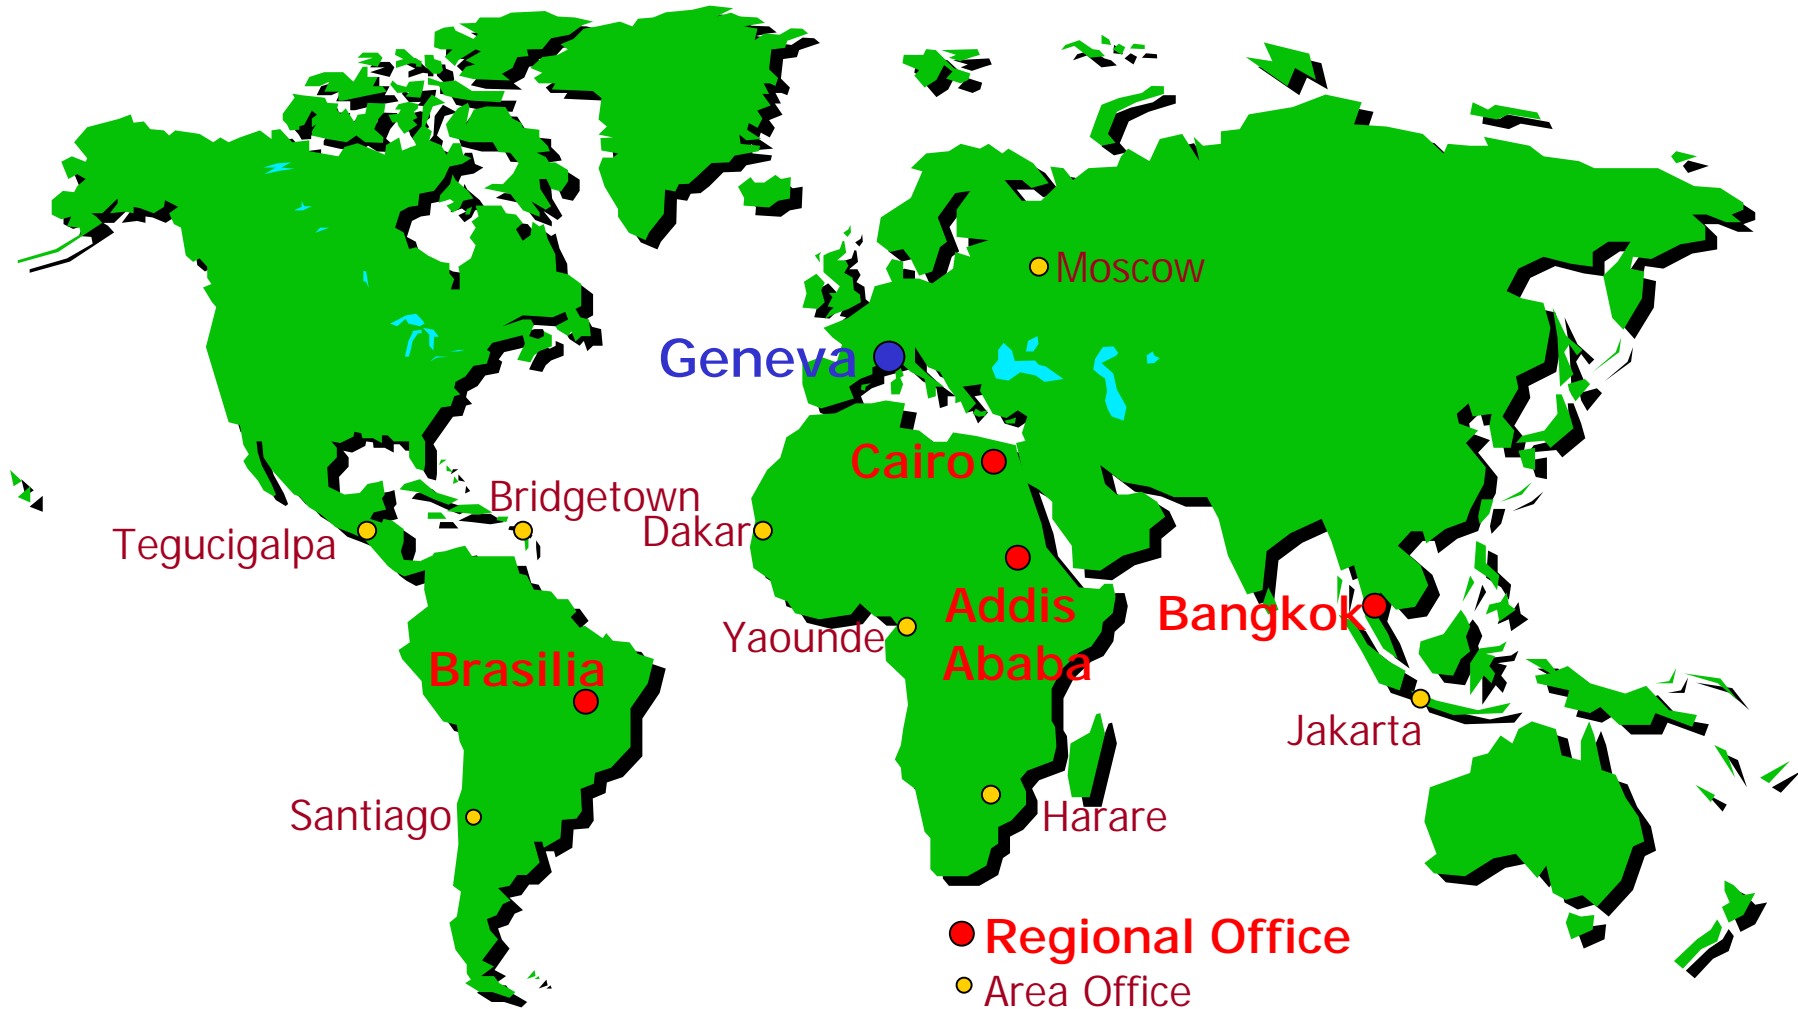 Moscow
Geneva
Cairo
Bridgetown
Dakar
Tegucigalpa
Addis
Ababa
Bangkok
Yaounde
Brasilia
Jakarta
Santiago
Harare
Regional Office
Area Office